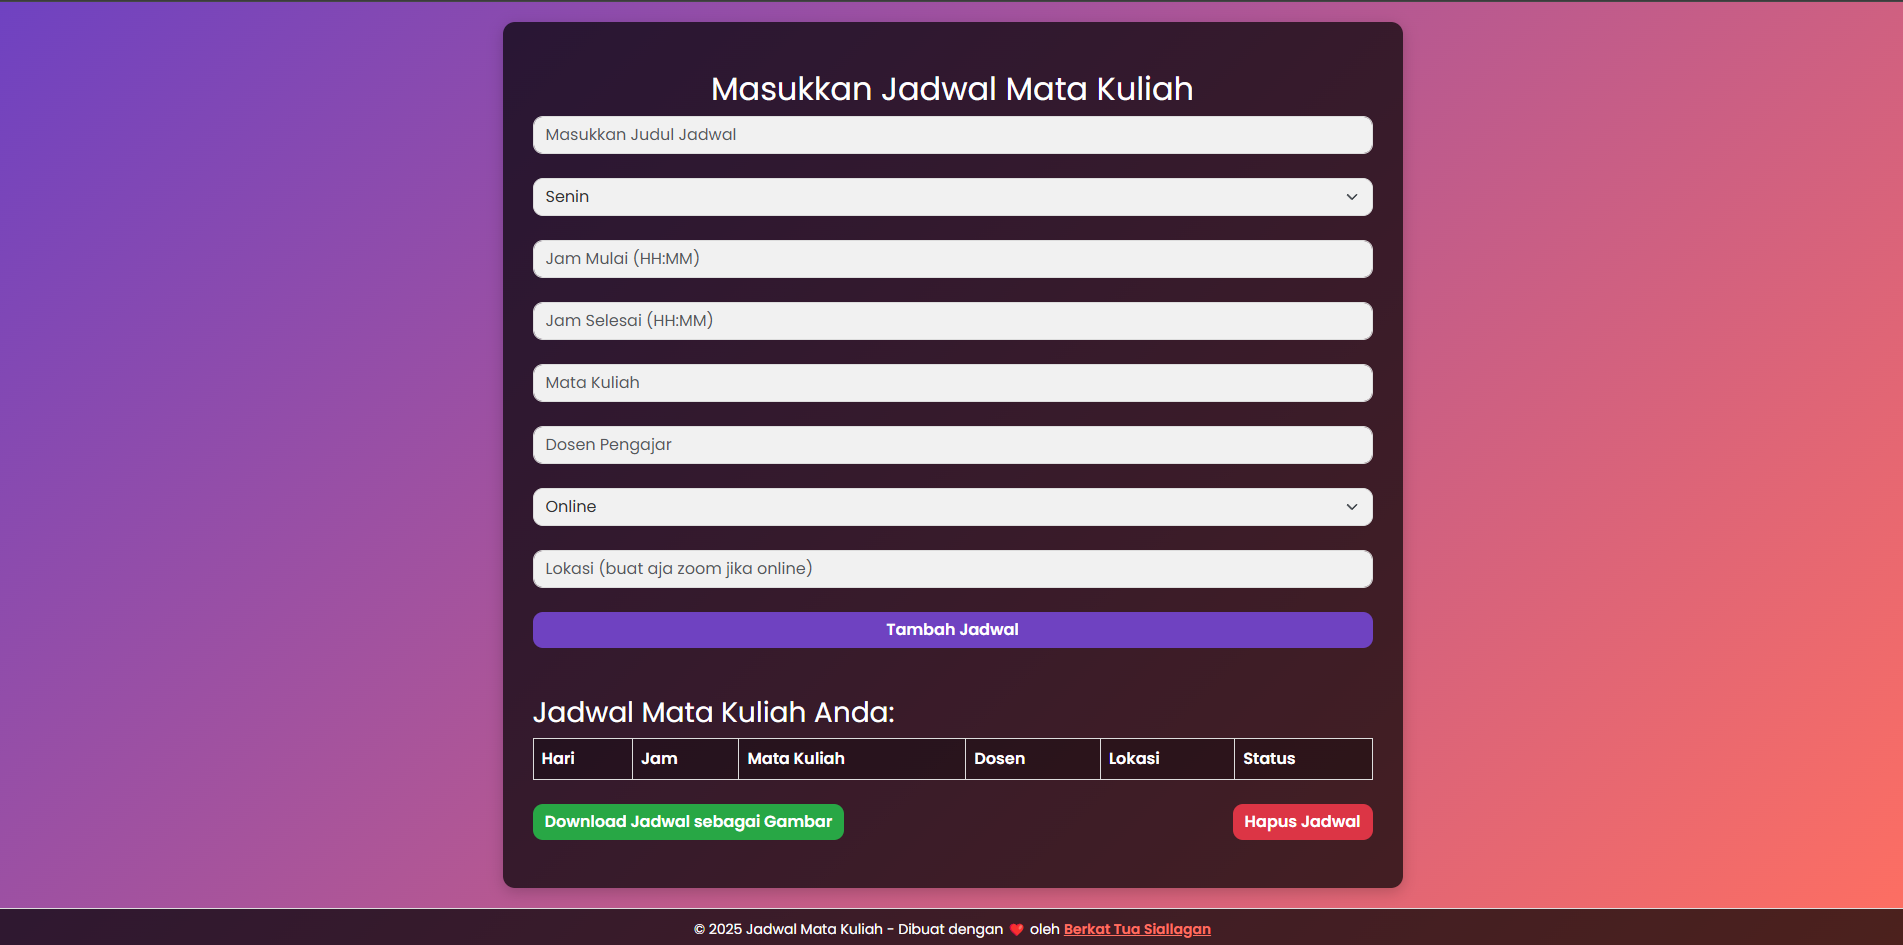 Masukkan Jadwal Mata Kuliah
Masukkan Judul Jadwal
Senin
Jam Mulai (HH:MM)
Jam Selesai (HH:MM)
Mata Kuliah
Dosen Pengajar
Online
Lokasi (buat aja zoom jika online)
Tambah Jadwal
Jadwal Mata Kuliah Anda:
Hari Jam Mata Kuliah Dosen Lokasi Status
Download Jadwal sebagai Gambar Hapus Jadwal
© 2025 Jadwal Mata Kuliah - Dibuat dengan ❤️ oleh Berkat Tua Siallagan